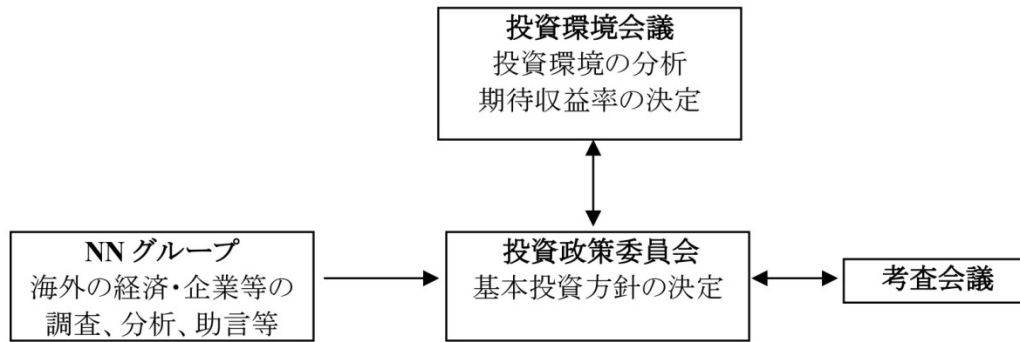 投資環境会議
投資環境の分析
期待収益率の決定
NN グループ
海外の経済・企業等の
調査、分析、助言等
投資政策委員会
基本投資方針の決定
考査会議